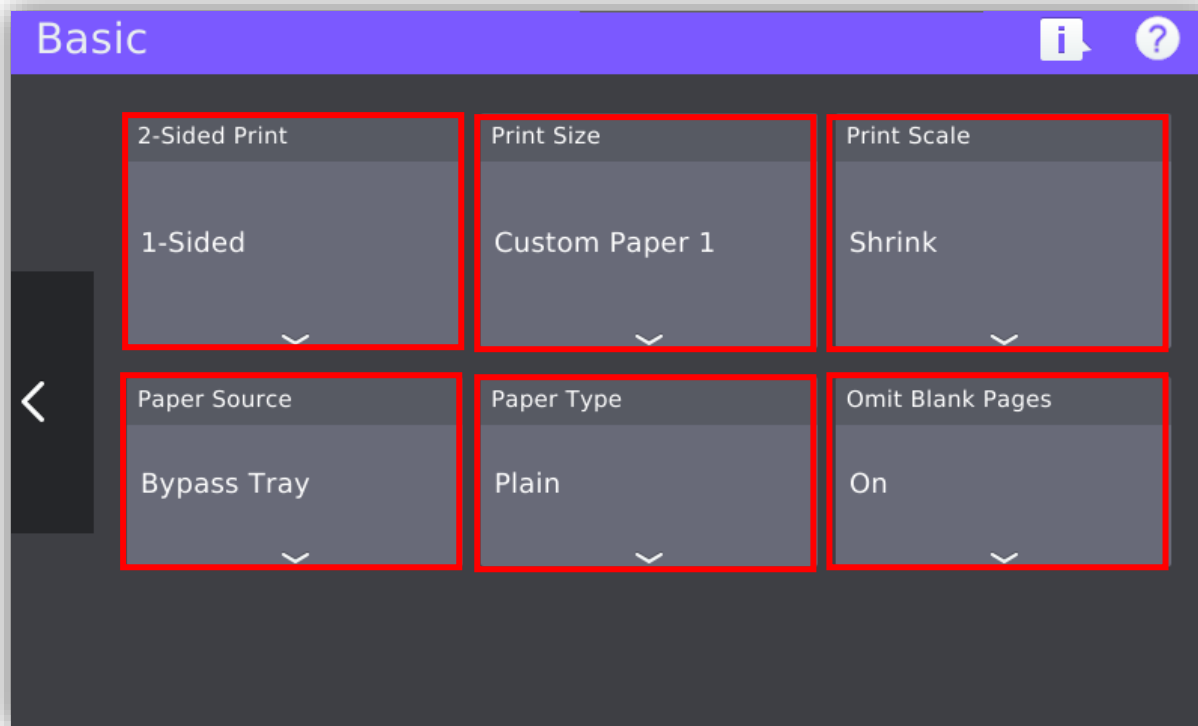 Basic
i
?
2-Sided Print
Print Size
Print Scale
1-Sided
Custom Paper 1
Shrink
Paper Source
Paper Type
Omit Blank Pages
Bypass Tray
Plain
On